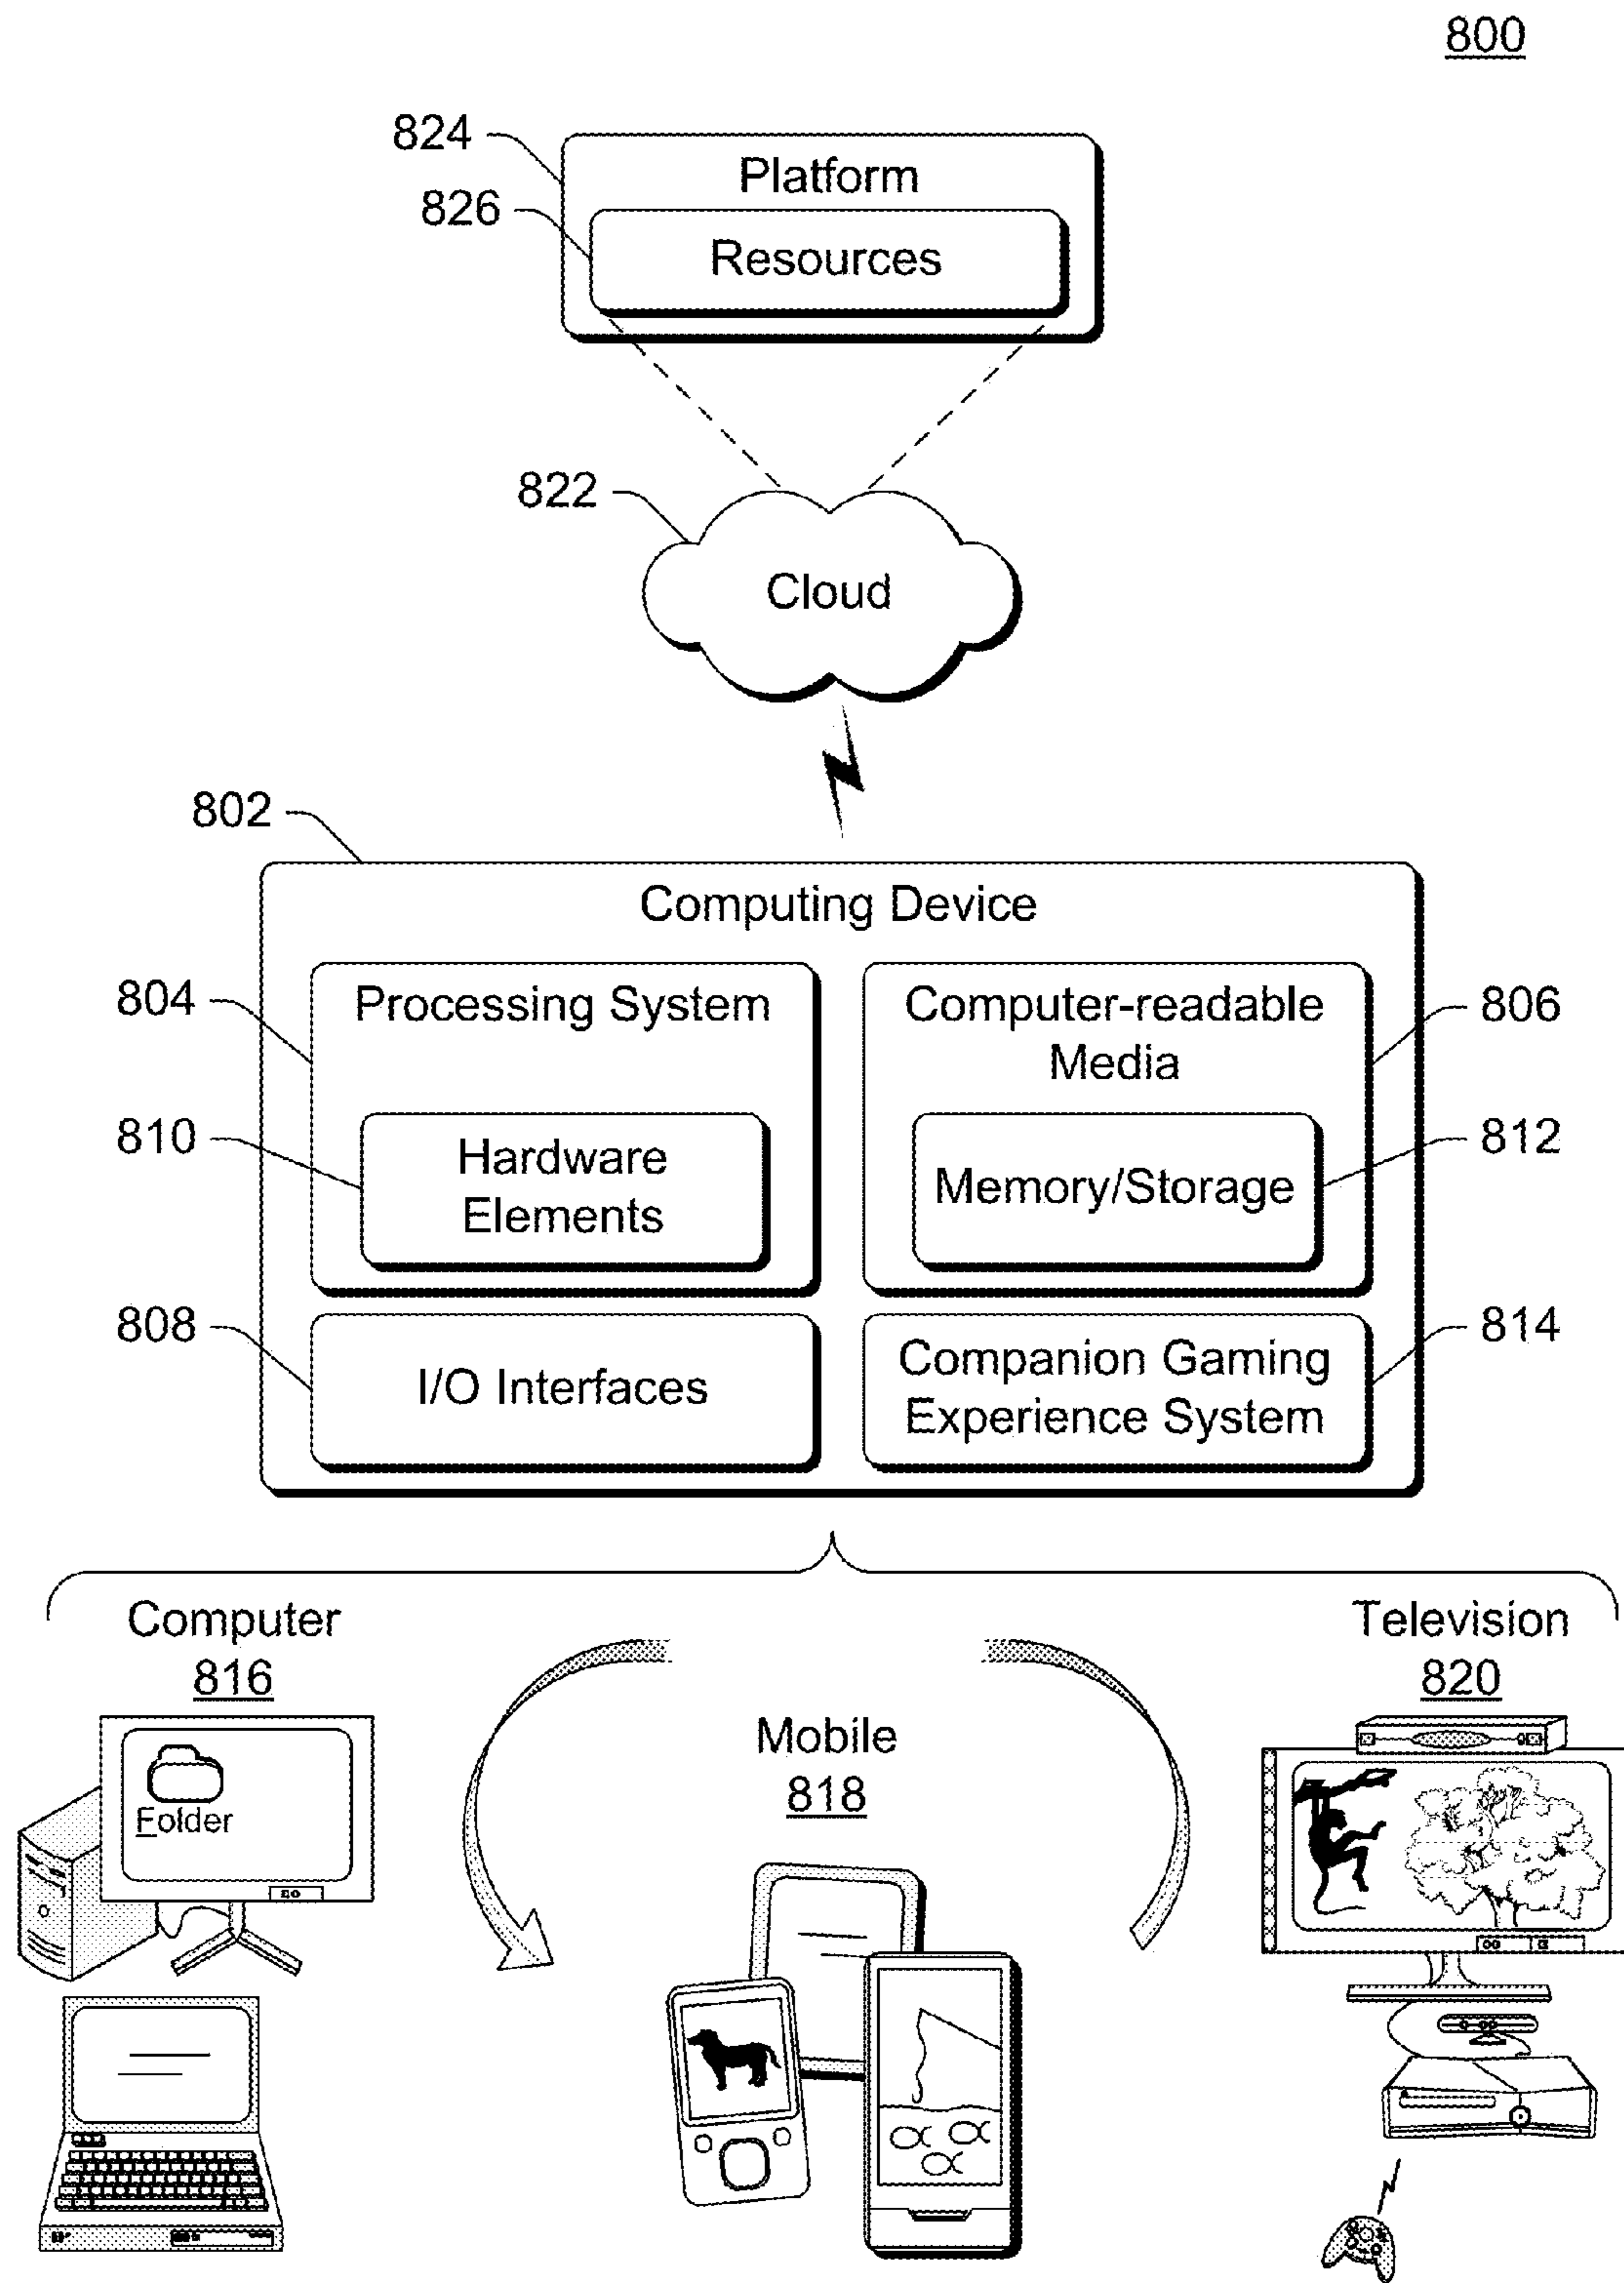 800
824
Platform
826
Resources
822
Cloud
802
Computing Device
804
Processing System
Computer-readable
Media
806
810
Hardware
Elements
Memory/Storage
812
808
I/O Interfaces
Companion Gaming
Experience System
814
Computer
816
Folder
Mobile
818
Television
820